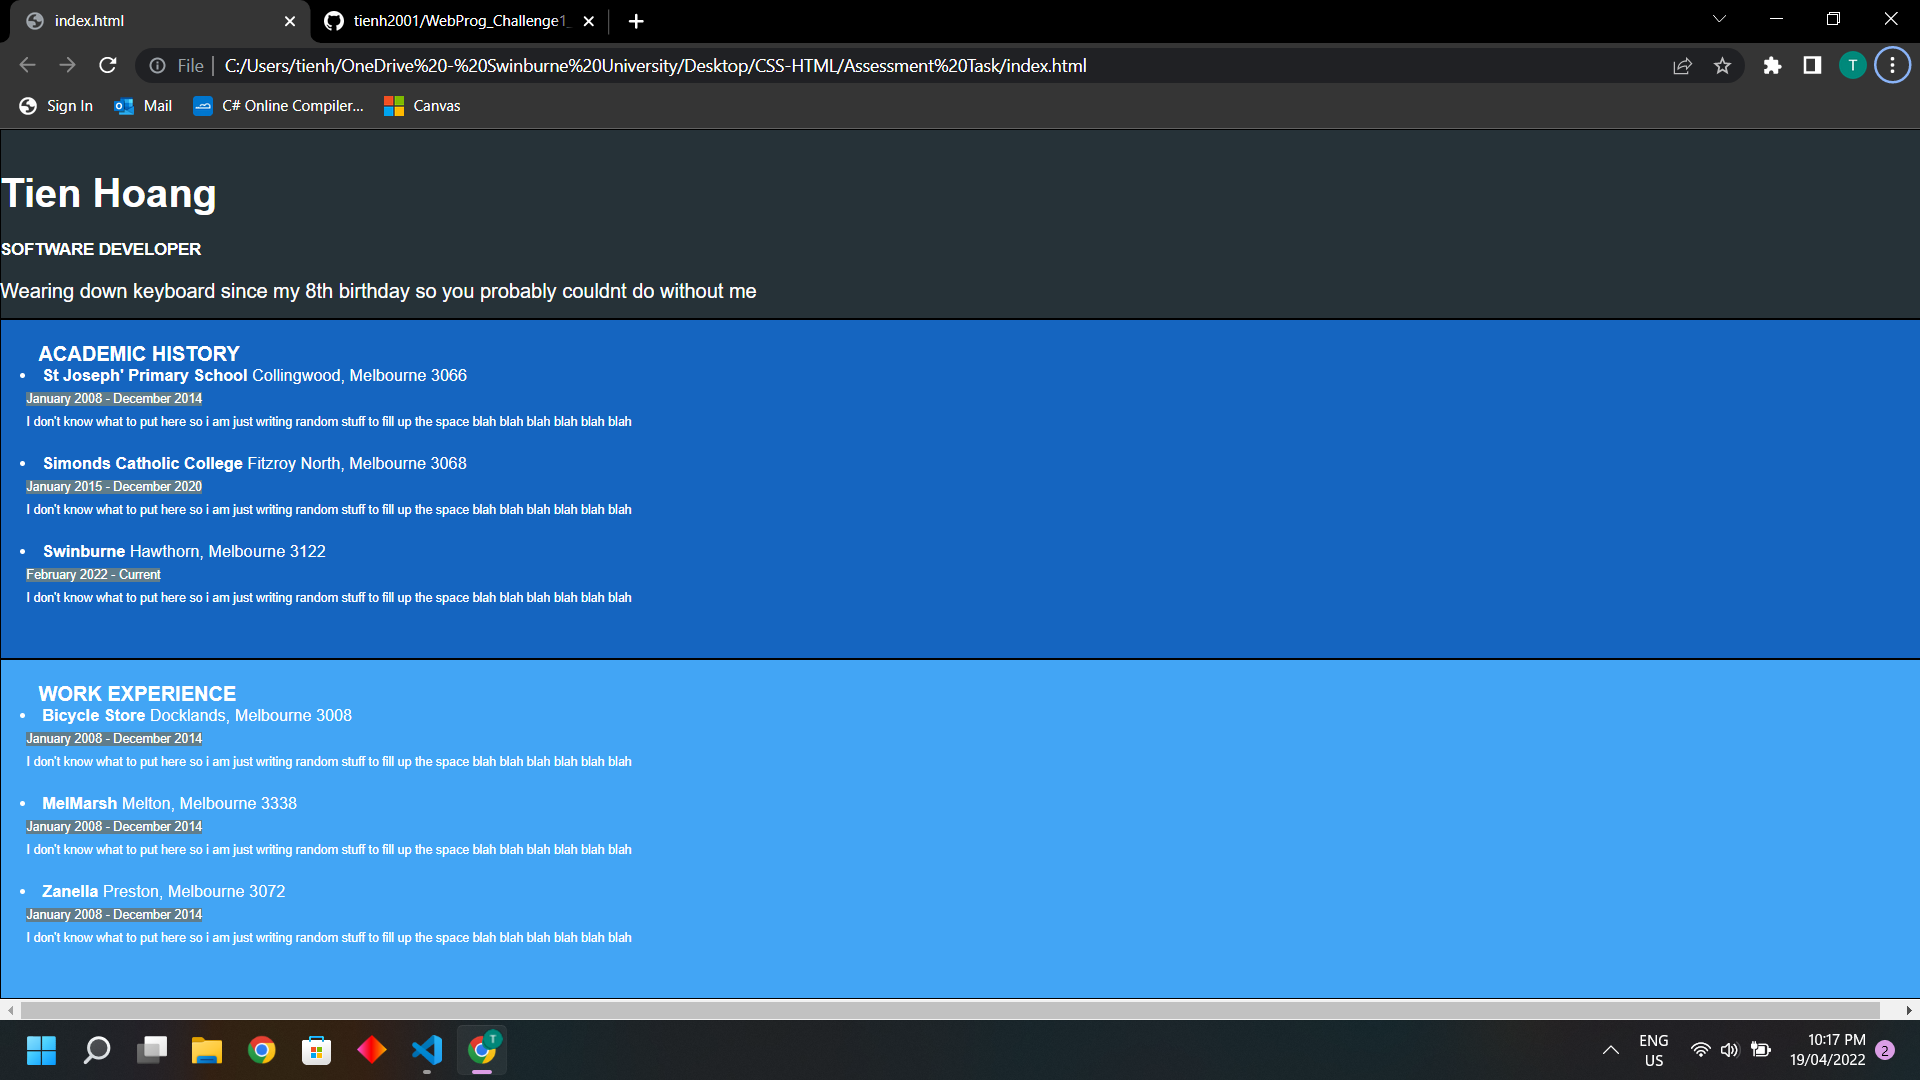 index.html
tienh2001/WebProg_Challenge1_
File
C:/Users/tienh/OneDrive%20-%20Swinburne%20University/Desktop/CSS-HTML/Assessment%20Task/index.html
T
Sign In
Mail
C# Online Compiler...
Canvas
Tien Hoang
SOFTWARE DEVELOPER
Wearing down keyboard since my 8th birthday so you probably couldnt do without me
ACADEMIC HISTORY
• St Joseph' Primary School Collingwood, Melbourne 3066
January 2008 - December 2014
I don't know what to put here so i am just writing random stuff to fill up the space blah blah blah blah blah blah
• Simonds Catholic College Fitzroy North, Melbourne 3068
January 2015 - December 2020
I don't know what to put here so i am just writing random stuff to fill up the space blah blah blah blah blah blah
• Swinburne Hawthorn, Melbourne 3122
February 2022 - Current
I don't know what to put here so i am just writing random stuff to fill up the space blah blah blah blah blah blah
WORK EXPERIENCE
• Bicycle Store Docklands, Melbourne 3008
January 2008 - December 2014
I don't know what to put here so i am just writing random stuff to fill up the space blah blah blah blah blah blah
• MelMarsh Melton, Melbourne 3338
January 2008 - December 2014
I don't know what to put here so i am just writing random stuff to fill up the space blah blah blah blah blah blah
• Zanella Preston, Melbourne 3072
January 2008 - December 2014
I don't know what to put here so i am just writing random stuff to fill up the space blah blah blah blah blah blah
T
ENG
US
10:17 PM
19/04/2022
2